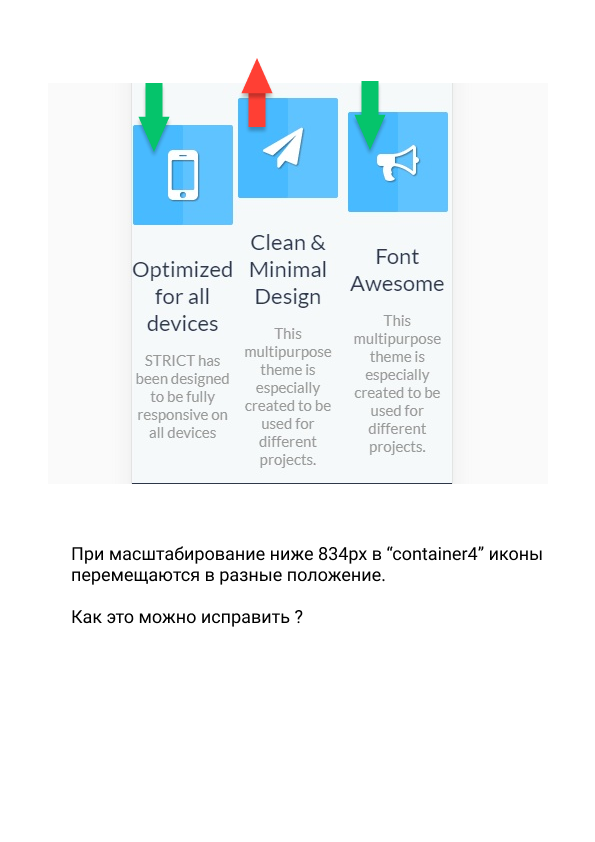 Optimized
for all
devices
STRICT has
been designed
to be fully
responsive on
all devices
Clean &
Minimal
Design
This
multipurpose
theme is
especially
created to be
used for
different
projects.
Font
Awesome
This
multipurpose
theme is
especially
created to be
used for
different
projects.
При масштабирование ниже 834px в “container4” иконы
перемещаются в разные положение.
Как это можно исправить ?